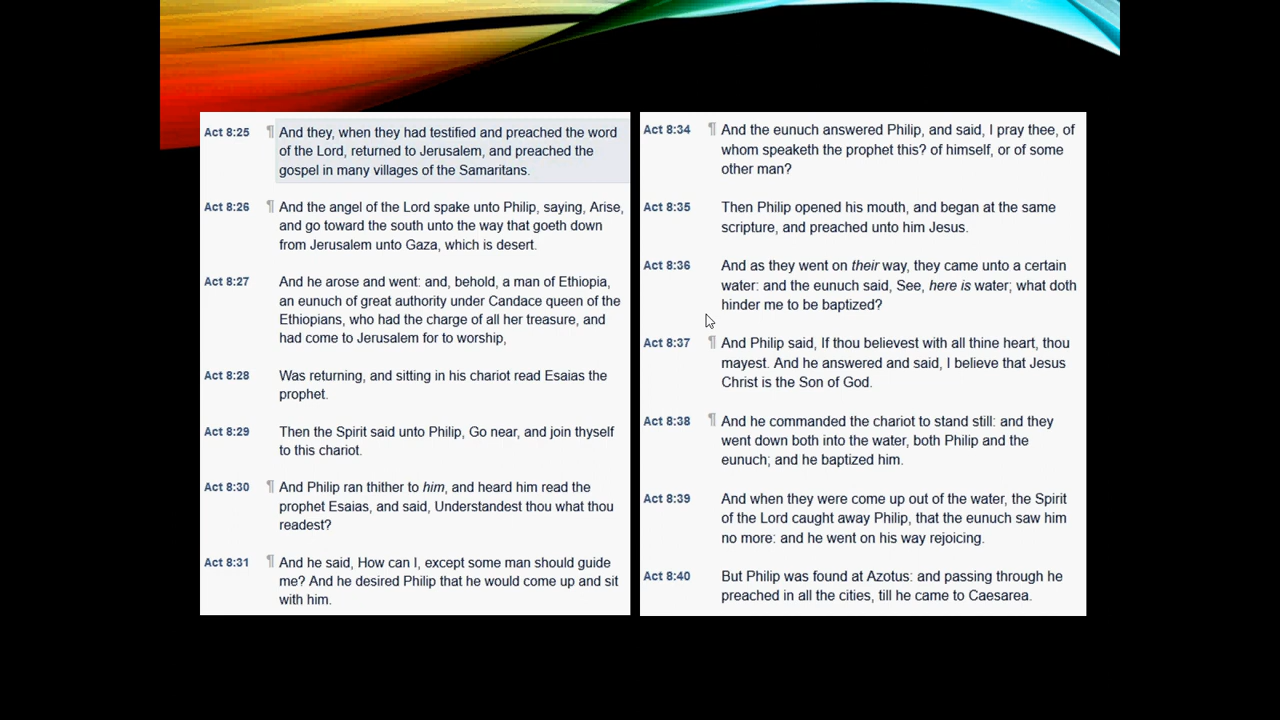 Act 8:25 ¶ And they, when they had testified and preached the word
of the Lord, returned to Jerusalem, and preached the
gospel in many villages of the Samaritans.
Act 8:26 ¶ And the angel of the Lord spake unto Philip, saying, Arise,
and go toward the south unto the way that goeth down
from Jerusalem unto Gaza, which is desert.
Act 8:27 And he arose and went: and, behold, a man of Ethiopia,
an eunuch of great authority under Candace queen of the
Ethiopians, who had the charge of all her treasure, and
had come to Jerusalem for to worship,
Act 8:28 Was returning, and sitting in his chariot read Esaias the
prophet.
Act 8:29 Then the Spirit said unto Philip, Go near, and join thyself
to this chariot.
Act 8:30 ¶ And Philip ran thither to him, and heard him read the
prophet Esaias, and said, Understandest thou what thou
readest?
Act 8:31 ¶ And he said, How can I, except some man should guide
me? And he desired Philip that he would come up and sit
with him.
Act 8:34 ¶ And the eunuch answered Philip, and said, I pray thee, of
whom speaketh the prophet this? of himself, or of some
other man?
Act 8:35 Then Philip opened his mouth, and began at the same
scripture, and preached unto him Jesus.
Act 8:36 And as they went on their way, they came unto a certain
water: and the eunuch said, See, here is water; what doth
hinder me to be baptized?
Act 8:37 ¶ And Philip said, If thou believest with all thine heart, thou
mayest. And he answered and said, I believe that Jesus
Christ is the Son of God.
Act 8:38 ¶ And he commanded the chariot to stand still: and they
went down both into the water, both Philip and the
eunuch; and he baptized him.
Act 8:39 And when they were come up out of the water, the Spirit
of the Lord caught away Philip, that the eunuch saw him
no more: and he went on his way rejoicing.
Act 8:40 But Philip was found at Azotus: and passing through he
preached in all the cities, till he came to Caesarea.